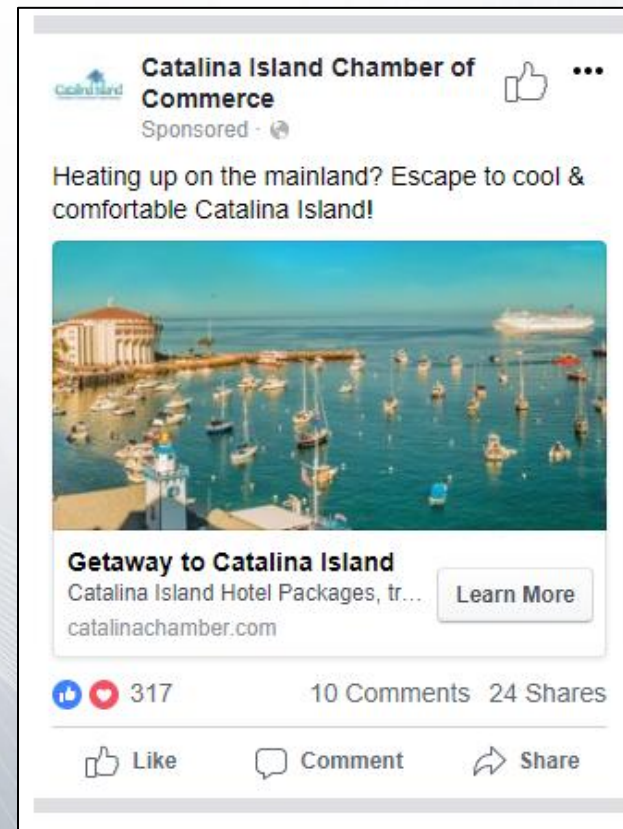 Catalina Island
Catalina Island Chamber of
Commerce
Sponsored ·
Heating up on the mainland? Escape to cool &
comfortable Catalina Island!
Getaway to Catalina Island
Catalina Island Hotel Packages, tr...
Learn More
catalinachamber.com
317 10 Comments 24 Shares
Like Comment Share